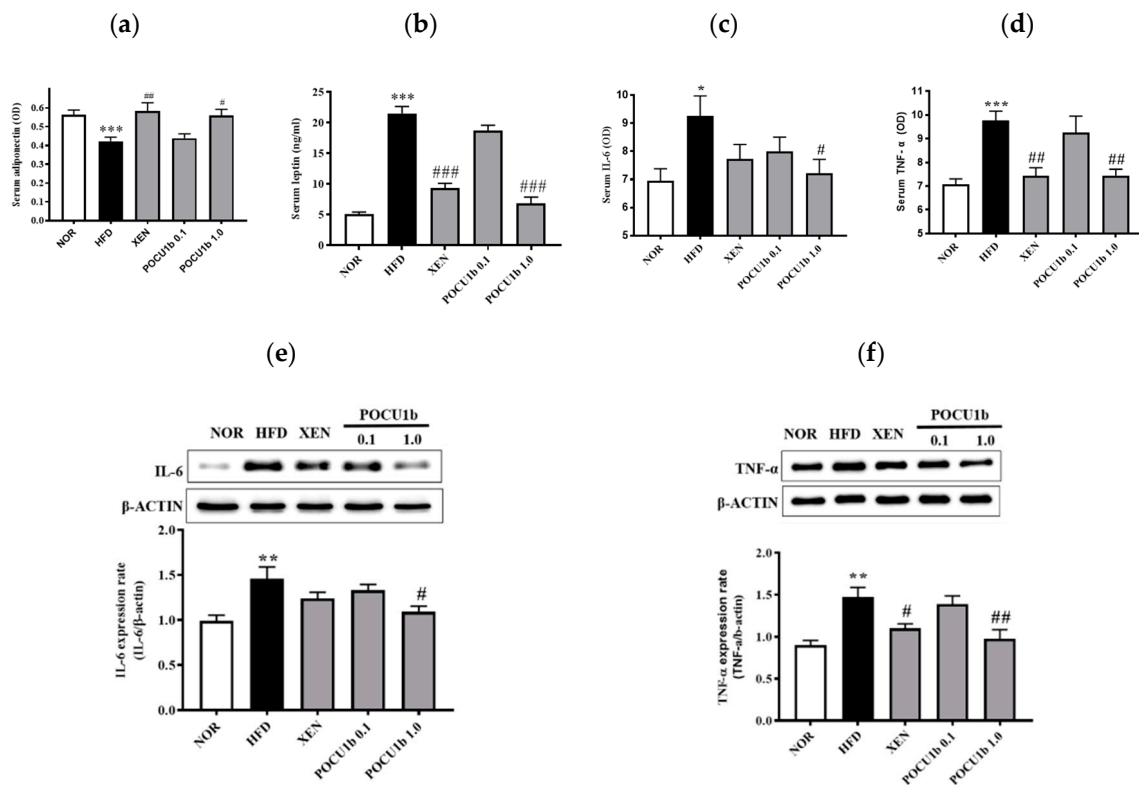 (a)
Serum adiponectin (OD)
0.6
0.5
0.4
0.3
0.2
0.1
0.0
***
##
#
NOR
HFD
XEN
POCU1b 0.1
POCU1b 1.0
(b)
Serum leptin (ng/ml)
25
20
15
10
5
0
***
###
###
NOR
HFD
XEN
POCU1b 0.1
POCU1b 1.0
(c)
Serum IL-6 (OD)
10
9
8
7
6
5
*
#
NOR
HFD
XEN
POCU1b 0.1
POCU1b 1.0
(d)
Serum TNF- α (OD)
11
10
9
8
7
6
5
***
##
##
NOR
HFD
XEN
POCU1b 0.1
POCU1b 1.0
(e)
POCU1b
NOR HFD XEN 0.1 1.0
IL-6
β-ACTIN
IL-6 expression rate
(IL-6/β-actin)
2.0
1.5
1.0
0.5
0.0
**
#
NOR
HFD
XEN
POCU1b 0.1
POCU1b 1.0
(f)
POCU1b
NOR HFD XEN 0.1 1.0
TNF-α
β-ACTIN
TNF-α expression rate
(TNF-a/b-actin)
2.0
1.5
1.0
0.5
0.0
**
#
##
NOR
HFD
XEN
POCU1b 0.1
POCU1b 1.0